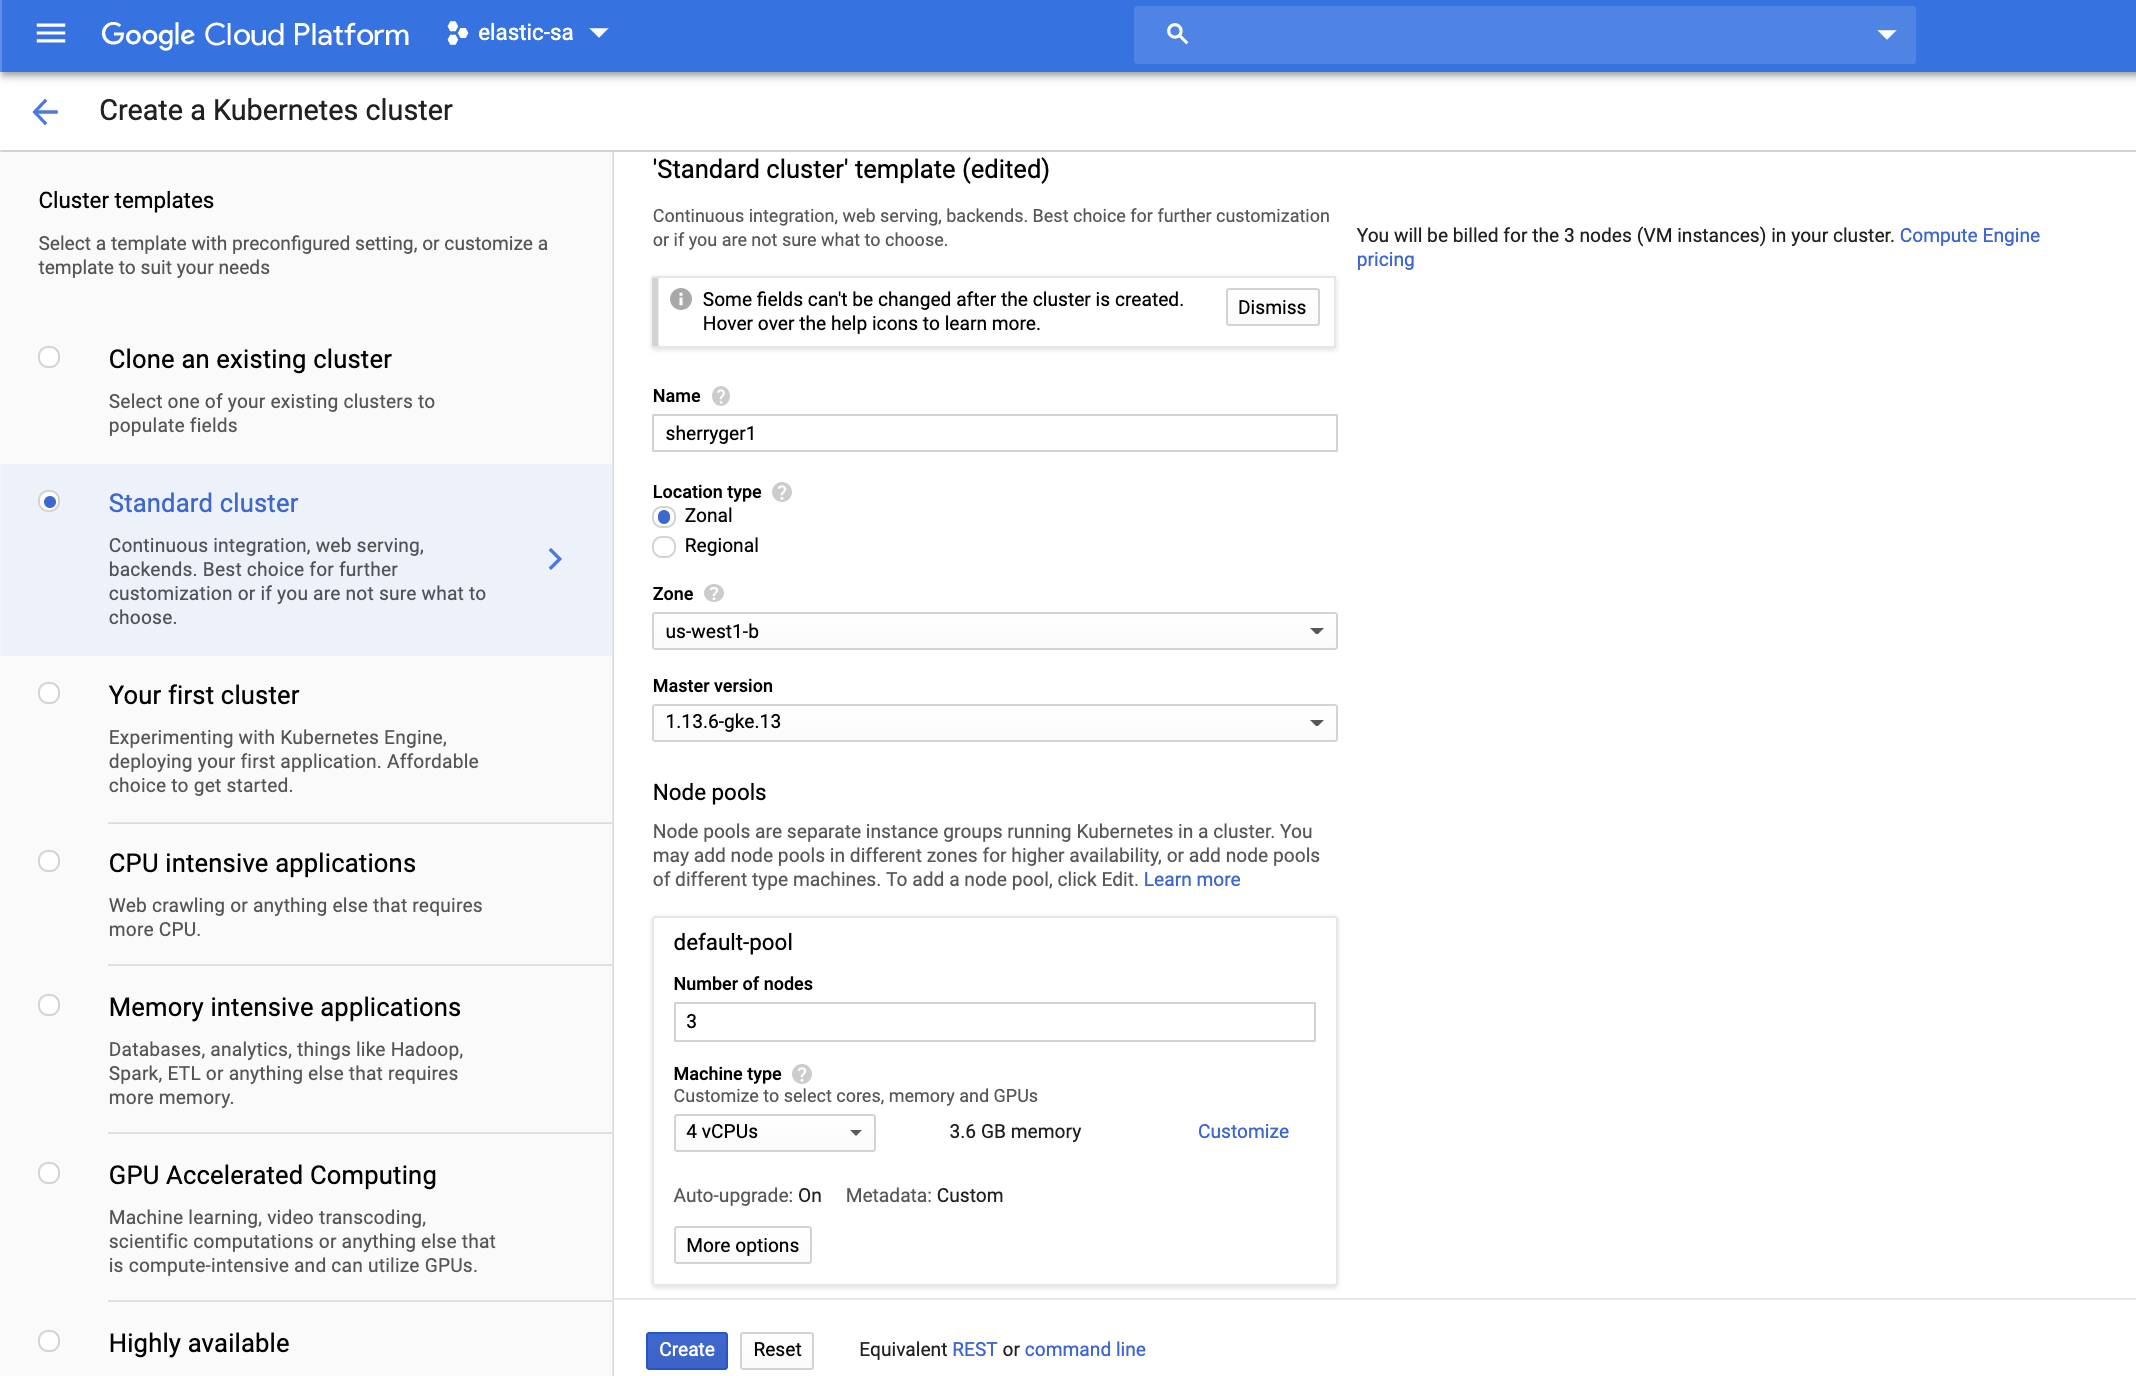 Google Cloud Platform
elastic-sa
Create a Kubernetes cluster
Cluster templates
Select a template with preconfigured setting, or customize a
template to suit your needs
Clone an existing cluster
Select one of your existing clusters to
populate fields
Standard cluster
Continuous integration, web serving,
backends. Best choice for further
customization or if you are not sure what to
choose.
Your first cluster
Experimenting with Kubernetes Engine,
deploying your first application. Affordable
choice to get started.
CPU intensive applications
Web crawling or anything else that requires
more CPU.
Memory intensive applications
Databases, analytics, things like Hadoop,
Spark, ETL or anything else that requires
more memory.
GPU Accelerated Computing
Machine learning, video transcoding,
scientific computations or anything else that
is compute-intensive and can utilize GPUs.
Highly available
'Standard cluster' template (edited)
Continuous integration, web serving, backends. Best choice for further customization
or if you are not sure what to choose.
Some fields can't be changed after the cluster is created.
Hover over the help icons to learn more.
Dismiss
Name ?
sherryger1
Location type ?
Zonal
Regional
Zone ?
us-west1-b
Master version
1.13.6-gke.13
Node pools
Node pools are separate instance groups running Kubernetes in a cluster. You
may add node pools in different zones for higher availability, or add node pools
of different type machines. To add a node pool, click Edit. Learn more
default-pool
Number of nodes
3
Machine type ?
Customize to select cores, memory and GPUs
4 vCPUs 3.6 GB memory Customize
Auto-upgrade: On Metadata: Custom
More options
Create Reset Equivalent REST or command line
You will be billed for the 3 nodes (VM instances) in your cluster. Compute Engine
pricing